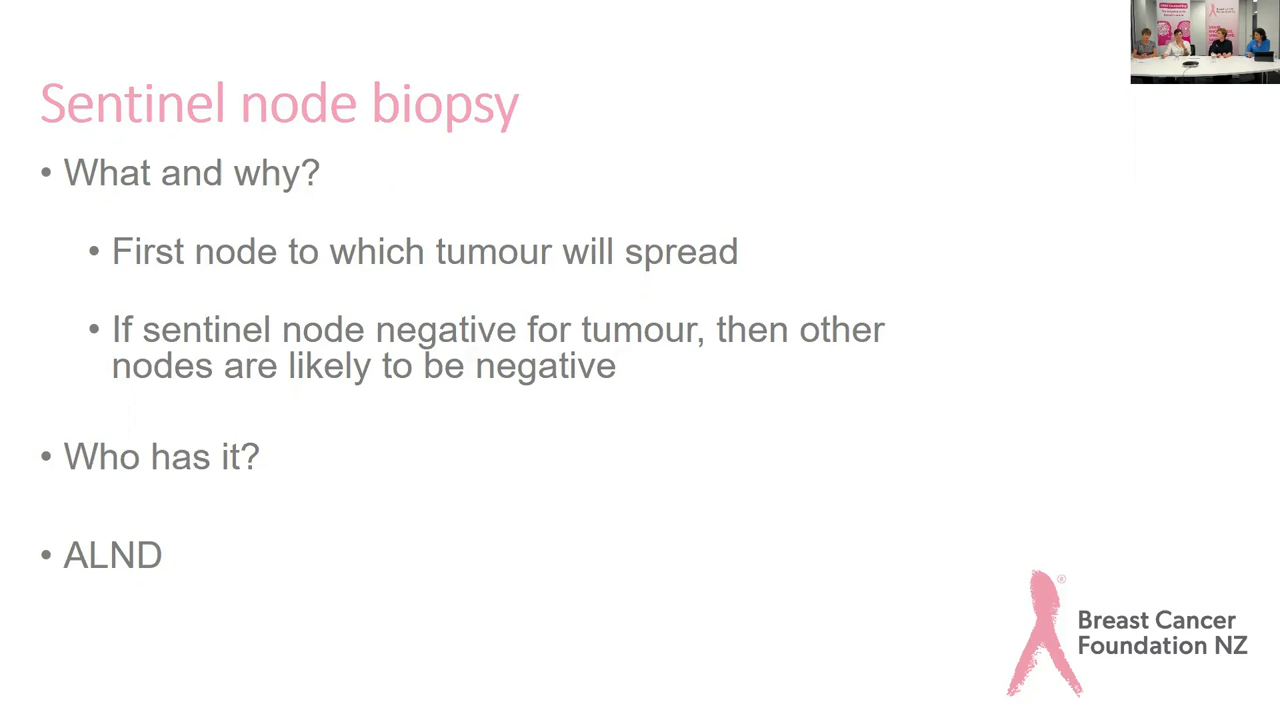 Sentinel node biopsy
• What and why?
• First node to which tumour will spread
• If sentinel node negative for tumour, then other
nodes are likely to be negative
• Who has it?
• ALND
®
Breast Cancer
Foundation NZ